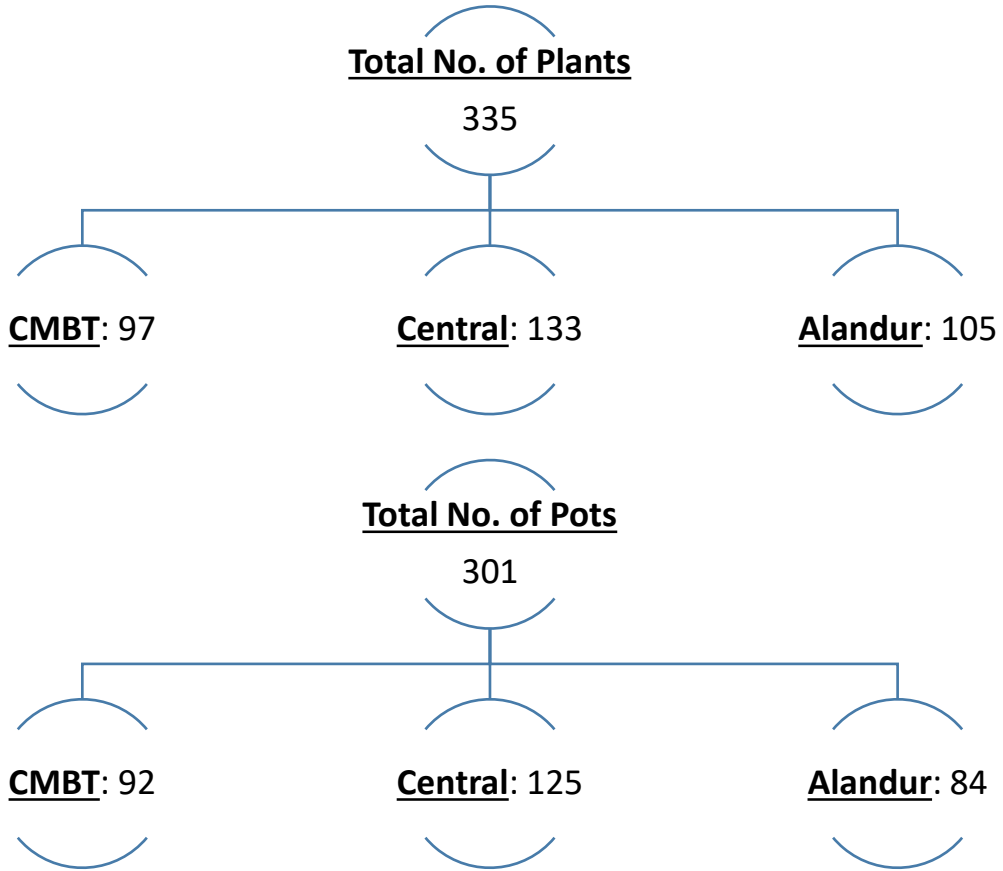 Total No. of Plants
335
CMBT: 97
Central: 133
Alandur: 105
Total No. of Pots
301
CMBT: 92
Central: 125
Alandur: 84